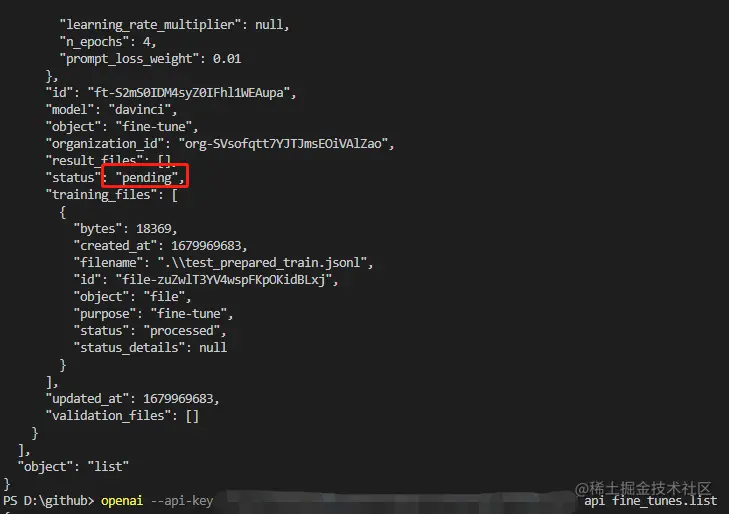 "learning_rate_multiplier": null,
"n_epochs": 4,
"prompt_loss_weight": 0.01
},
"id": "ft-S2mS0IDM4syZ0IFhl1WEAupa",
"model": "davinci",
"object": "fine-tune",
"organization_id": "org-SVsofqtt7YJTJmsEOiVAlZao",
"result_files": [],
"status": "pending",
"training_files": [
{
"bytes": 18369,
"created_at": 1679969683,
"filename": ".\\test_prepared_train.jsonl",
"id": "file-zuZwlT3YV4wspFKpOKidBLxj",
"object": "file",
"purpose": "fine-tune",
"status": "processed",
"status_details": null
}
],
"updated_at": 1679969683,
"validation_files": []
}
],
"object": "list"
}
PS D:\github> openai --api-key api fine_tunes.list
{
@稀土掘金技术社区